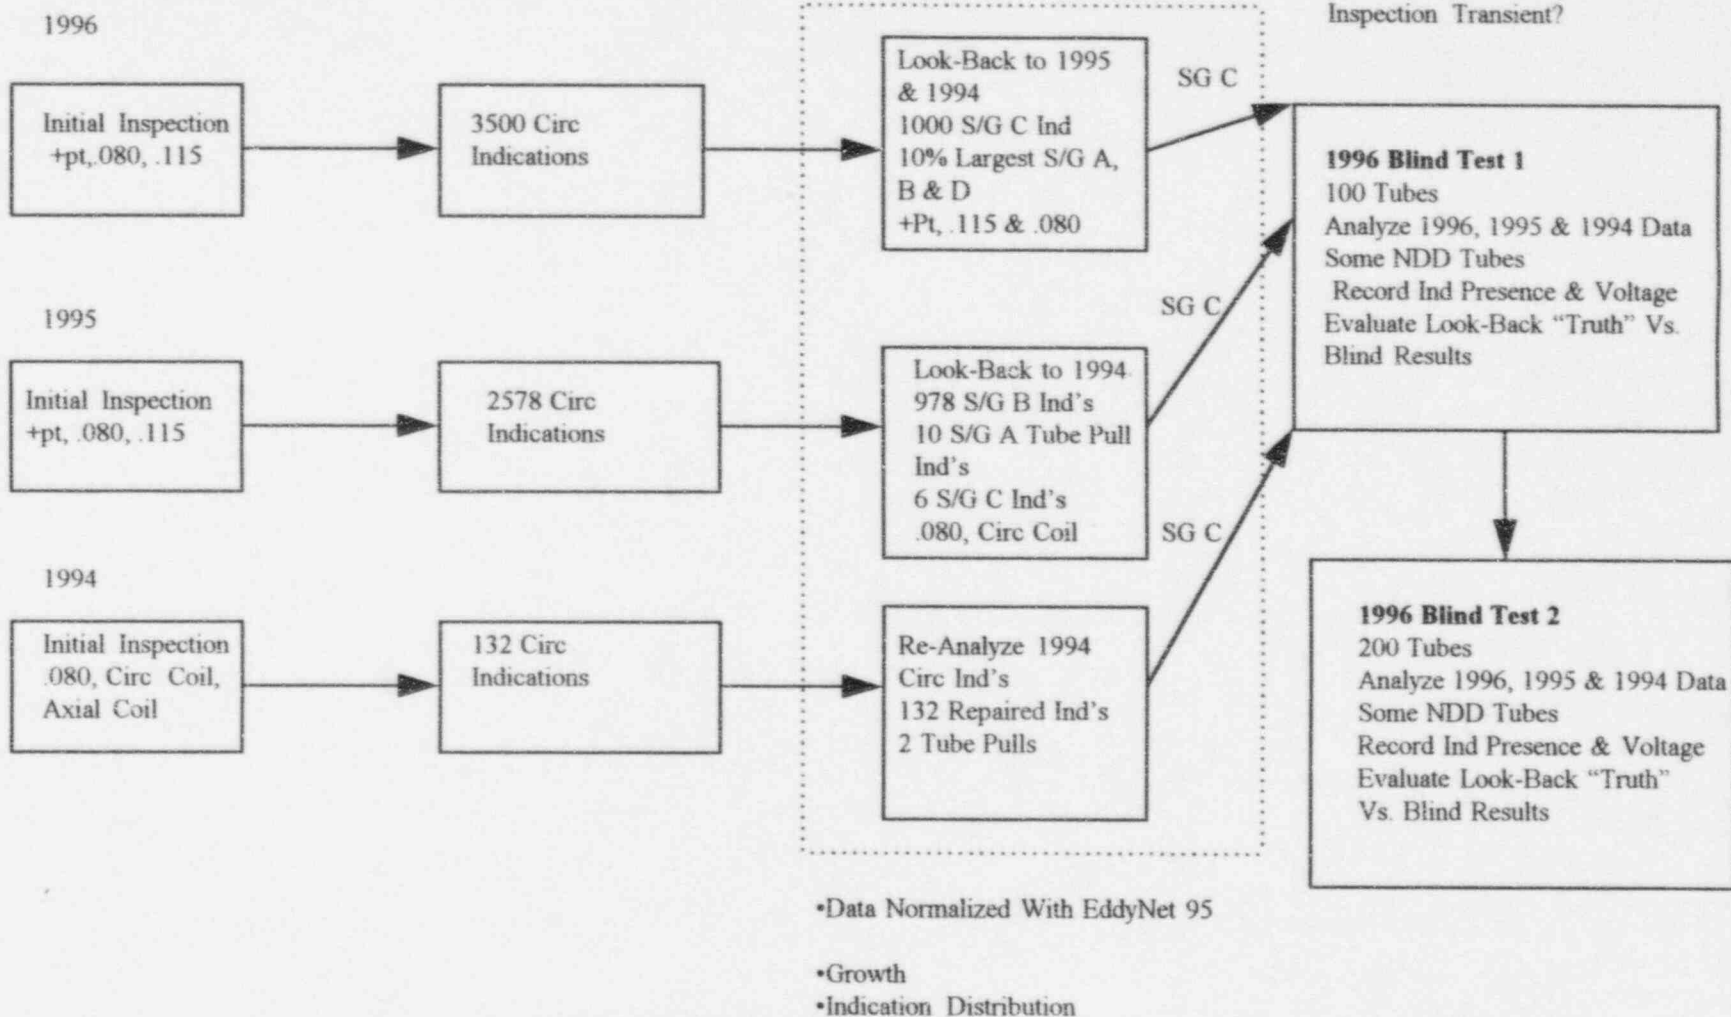 1996
Initial Inspection
+pt,.080, .115
3500 Circ
Indications
Look-Back to 1995
& 1994
1000 S/G C Ind
10% Largest S/G A,
B & D
+Pt, .115 & .080
SG C
Inspection Transient?
1996 Blind Test 1
100 Tubes
Analyze 1996, 1995 & 1994 Data
Some NDD Tubes
Record Ind Presence & Voltage
Evaluate Look-Back “Truth” Vs.
Blind Results
1995
Initial Inspection
+pt, .080, .115
2578 Circ
Indications
Look-Back to 1994
978 S/G B Ind's
10 S/G A Tube Pull
Ind's
6 S/G C Ind's
.080, Circ Coil
SG C
1994
Initial Inspection
.080, Circ Coil,
Axial Coil
132 Circ
Indications
Re-Analyze 1994
Circ Ind's
132 Repaired Ind's
2 Tube Pulls
SG C
1996 Blind Test 2
200 Tubes
Analyze 1996, 1995 & 1994 Data
Some NDD Tubes
Record Ind Presence & Voltage
Evaluate Look-Back “Truth”
Vs. Blind Results
•Data Normalized With EddyNet 95
•Growth
•Indication Distribution